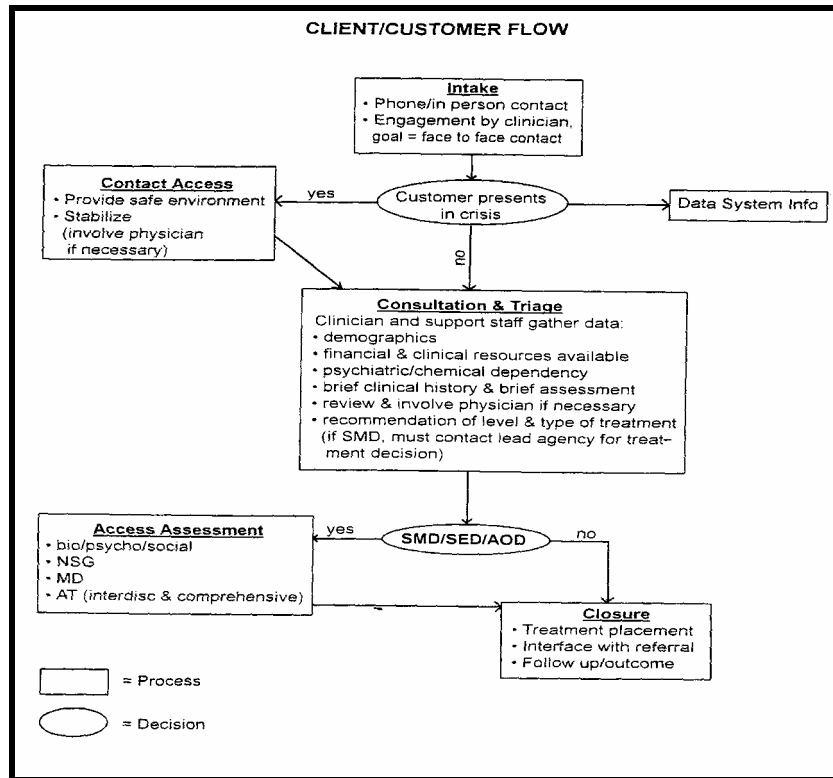 CLIENT/CUSTOMER FLOW
Intake
• Phone/in person contact
• Engagement by clinician,
goal = face to face contact
Contact Access
• Provide safe environment
• Stabilize
(involve physician
if necessary)
yes
Customer presents
in crisis
Data System Info
no
Consultation & Triage
Clinician and support staff gather data:
• demographics
• financial & clinical resources available
• psychiatric/chemical dependency
• brief clinical history & brief assessment
• review & involve physician if necessary
• recommendation of level & type of treatment
(if SMD, must contact lead agency for treat-
ment decision)
Access Assessment
• bio/psycho/social
• NSG
• MD
• AT (interdisc & comprehensive)
yes
SMD/SED/AOD
no
Closure
• Treatment placement
• Interface with referral
• Follow up/outcome
= Process
= Decision